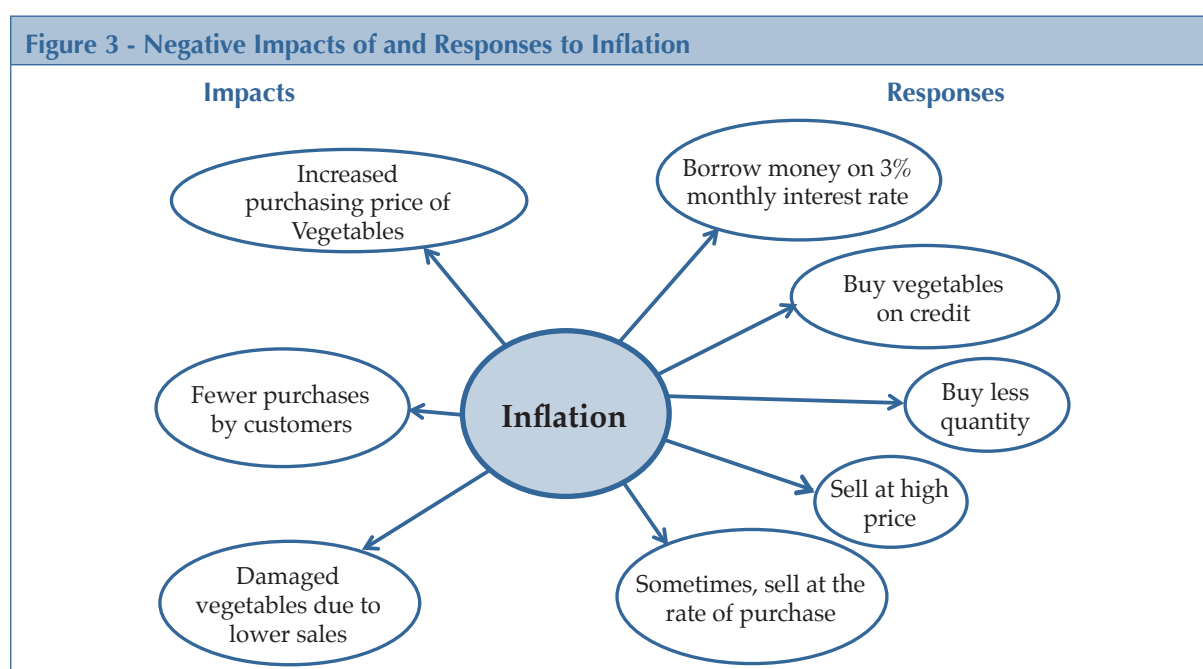 Figure 3 - Negative Impacts of and Responses to Inflation
Impacts
Responses
Increased
purchasing price of
Vegetables
Fewer purchases
by customers
Damaged
vegetables due to
lower sales
Inflation
Borrow money on 3%
monthly interest rate
Buy vegetables
on credit
Buy less
quantity
Sell at high
price
Sometimes, sell at the
rate of purchase